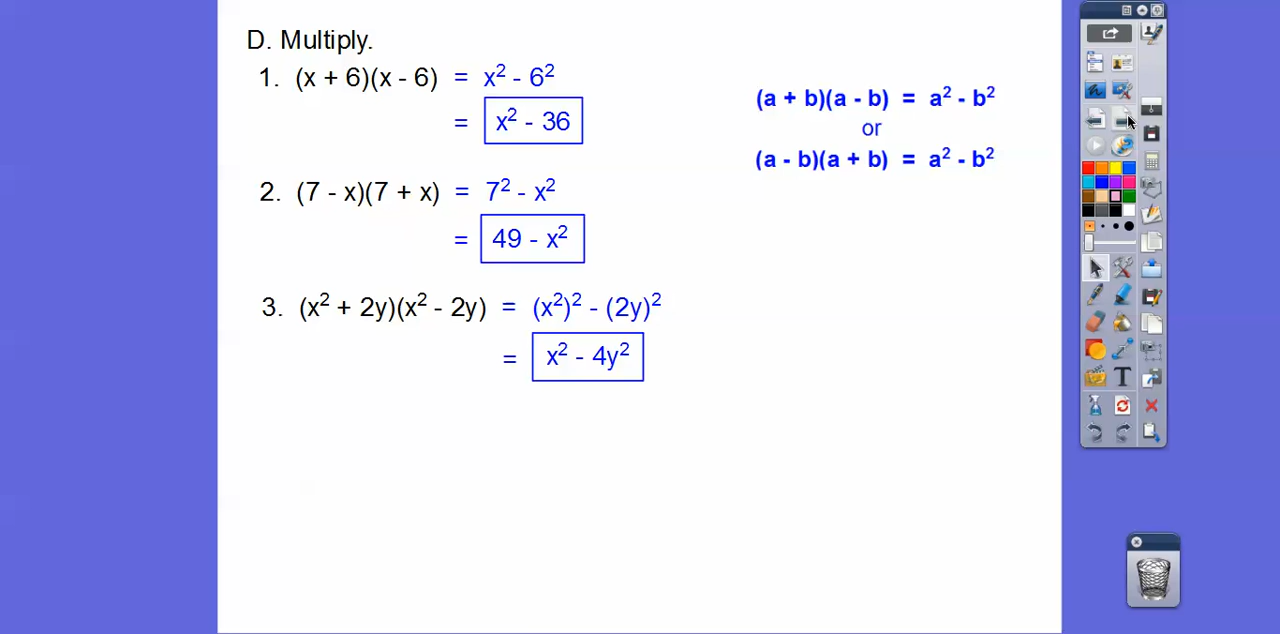 D. Multiply.
1. (x + 6)(x - 6) = x² - 6²
= x² - 36
(a + b)(a - b) = a² - b²
or
(a - b)(a + b) = a² - b²
2. (7 - x)(7 + x) = 7² - x²
= 49 - x²
3. (x² + 2y)(x² - 2y) = (x²)² - (2y)²
= x² - 4y²
T